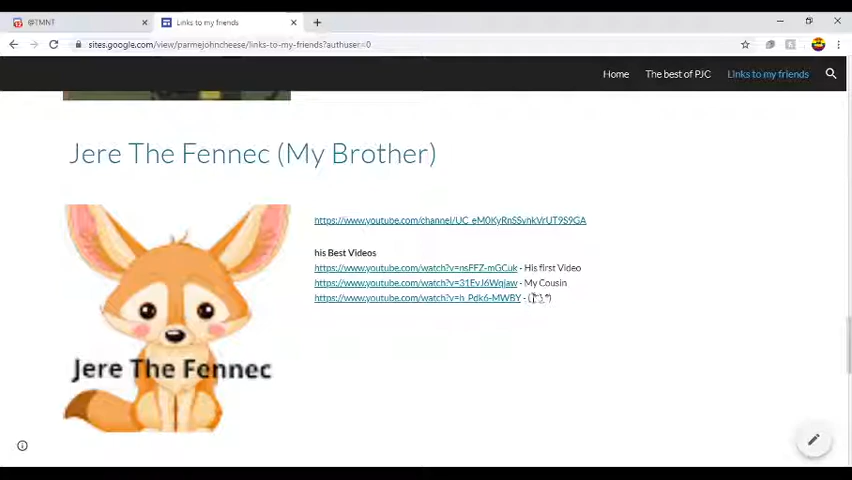 @TMNT
Links to my friends
sites.google.com/view/parmejohncheese/links-to-my-friends?authuser=0
Home The best of PJC Links to my friends
Jere The Fennec (My Brother)
https://www.youtube.com/channel/UC_eM0KyRnSSvhkVrUT9S9GA
his Best Videos
https://www.youtube.com/watch?v=nsFFZ-mGCuk - His first Video
https://www.youtube.com/watch?v=31EvJ6Wqjaw - My Cousin
https://www.youtube.com/watch?v=h_Pdk6-MWBY -
Jere The Fennec